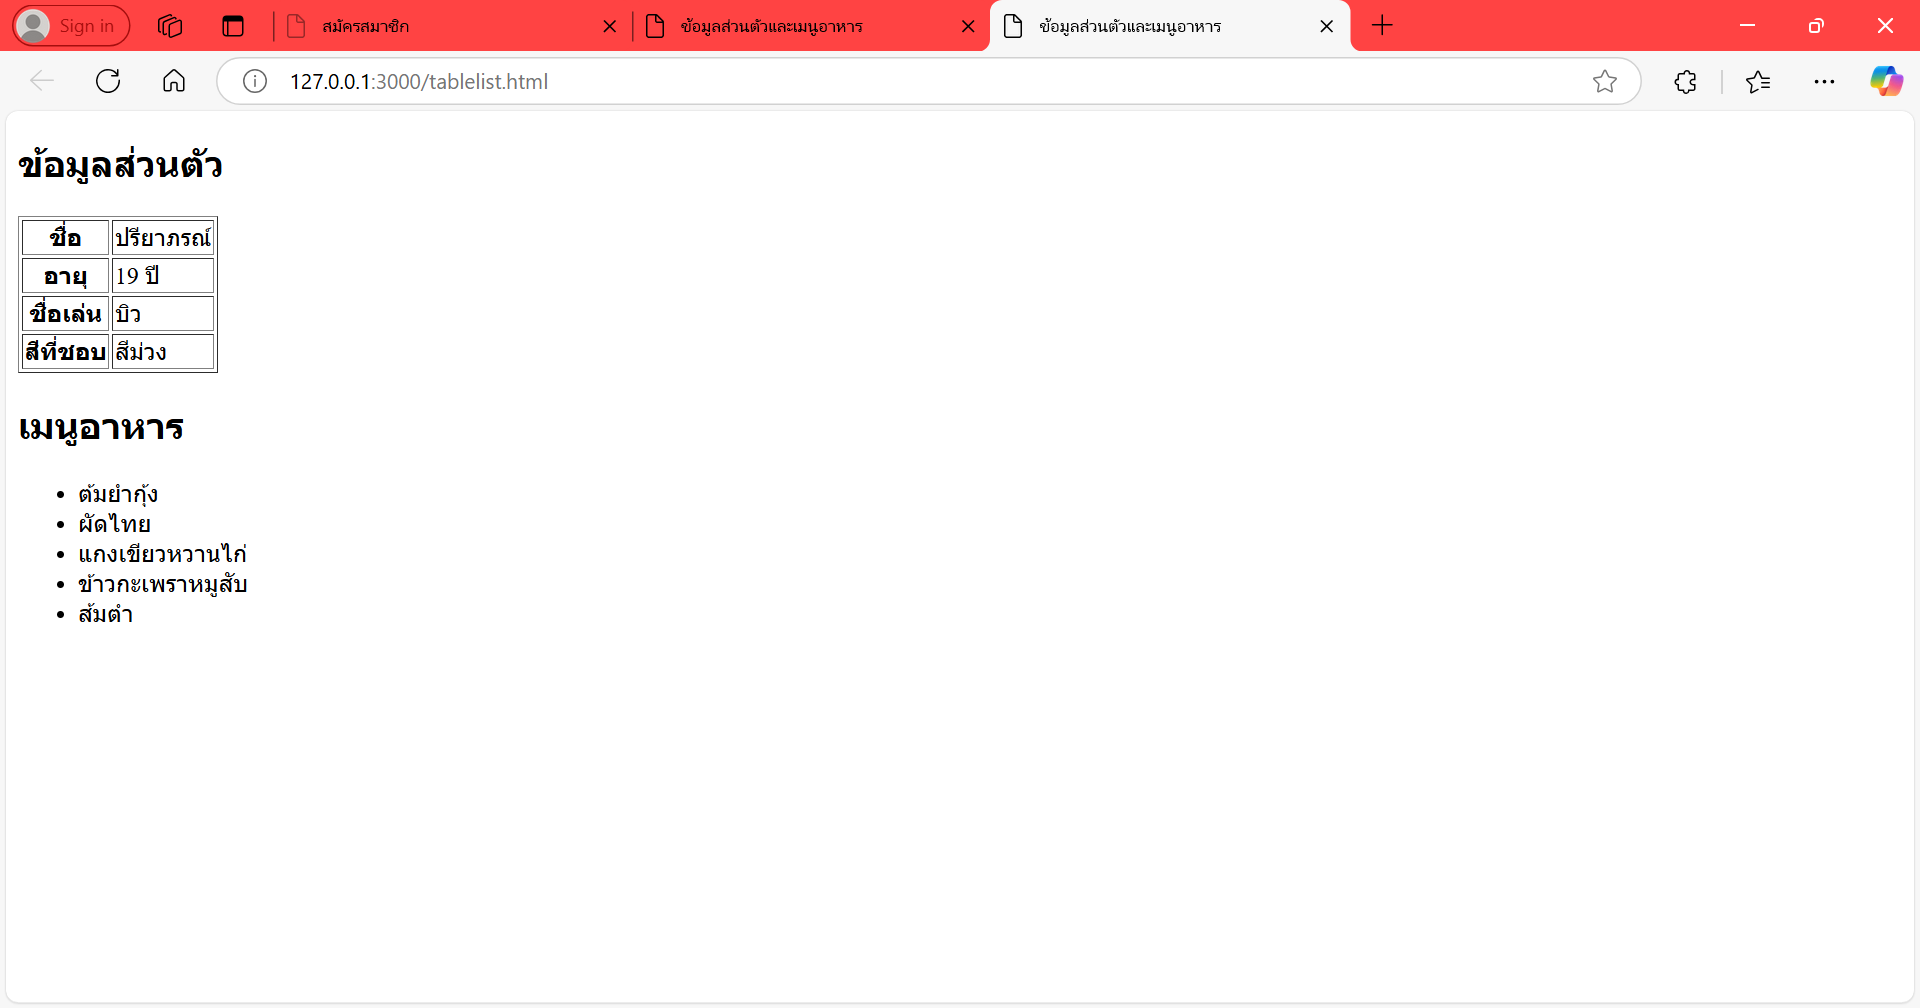 Sign in
สมัครสมาชิก
ข้อมูลส่วนตัวและเมนูอาหาร
ข้อมูลส่วนตัวและเมนูอาหาร
127.0.0.1:3000/tablelist.html
ข้อมูลส่วนตัว
ชื่อ ปรียาภรณ์
อายุ 19 ปี
ชื่อเล่น บิว
สีที่ชอบ สีม่วง
เมนูอาหาร
• ต้มยำกุ้ง
• ผัดไทย
• แกงเขียวหวานไก่
• ข้าวกะเพราหมูสับ
• ส้มตำ